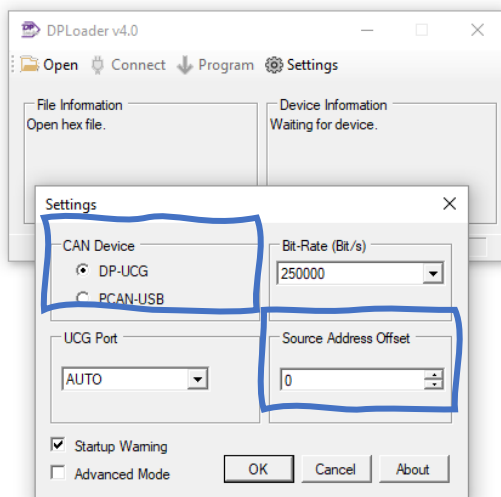 DP DPLoader v4.0
Open Connect Program Settings
File Information
Open hex file.
Device Information
Waiting for device.
Settings
CAN Device
DP-UCG
PCAN-USB
Bit-Rate (Bit/s)
250000
UCG Port
AUTO
Source Address Offset
0
Startup Warning
Advanced Mode
OK Cancel About